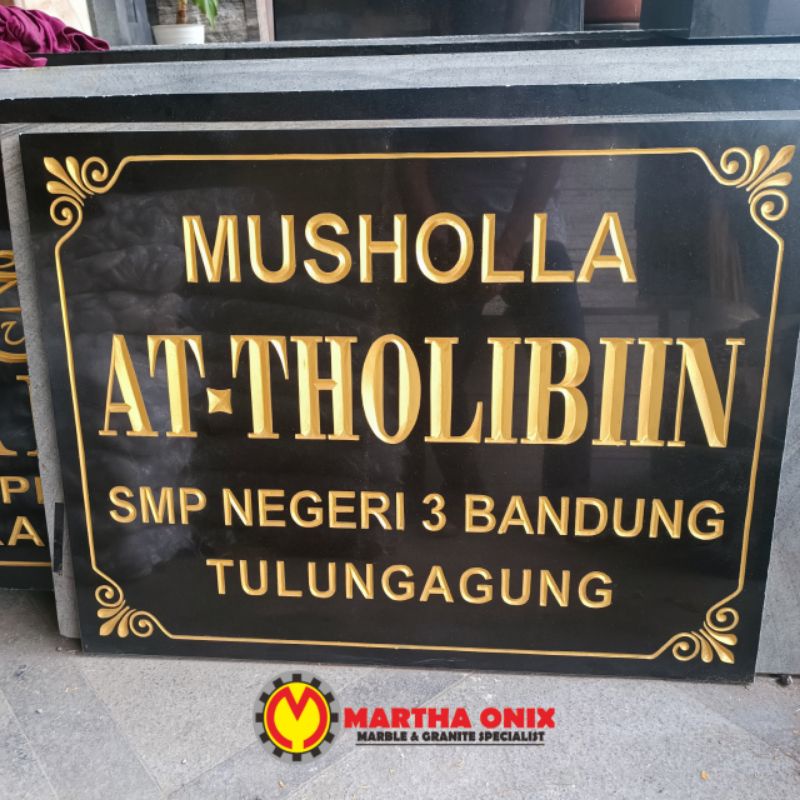 MUSHOLLA
AT-THOLIBIIN
SMP NEGERI 3 BANDUNG
TULUNGAGUNG
MARTHA ONIX
MARBLE & GRANITE SPECIALIST